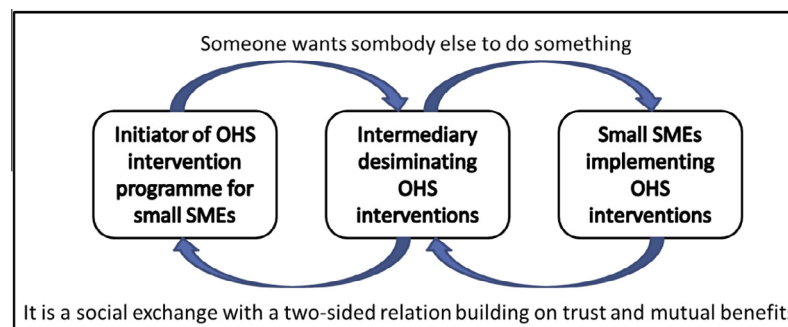 Someone wants sombody else to do something
Initiator of OHS
intervention
programme for
small SMEs
Intermediary
desiminating
OHS
interventions
Small SMEs
implementing
OHS
interventions
It is a social exchange with a two-sided relation building on trust and mutual benefits